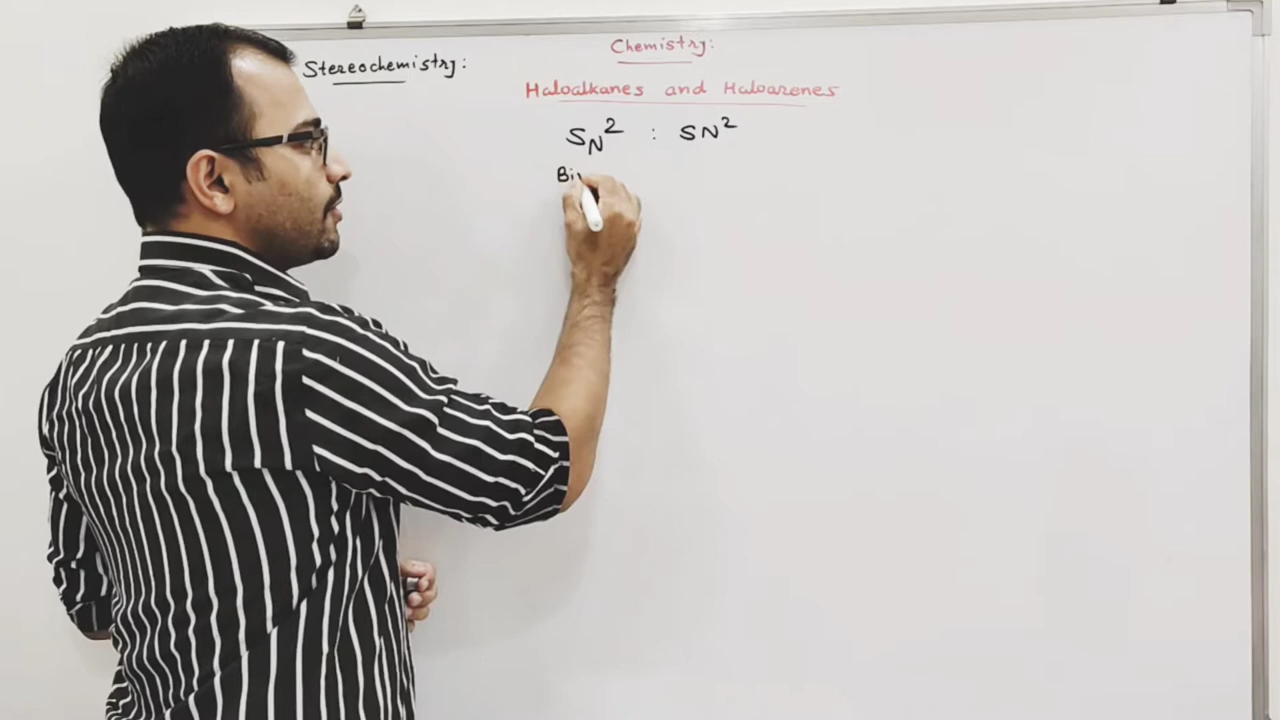 Stereochemistry:
Chemistry:
Haloalkanes and Haloarenes
SN2 : SN2
Bi